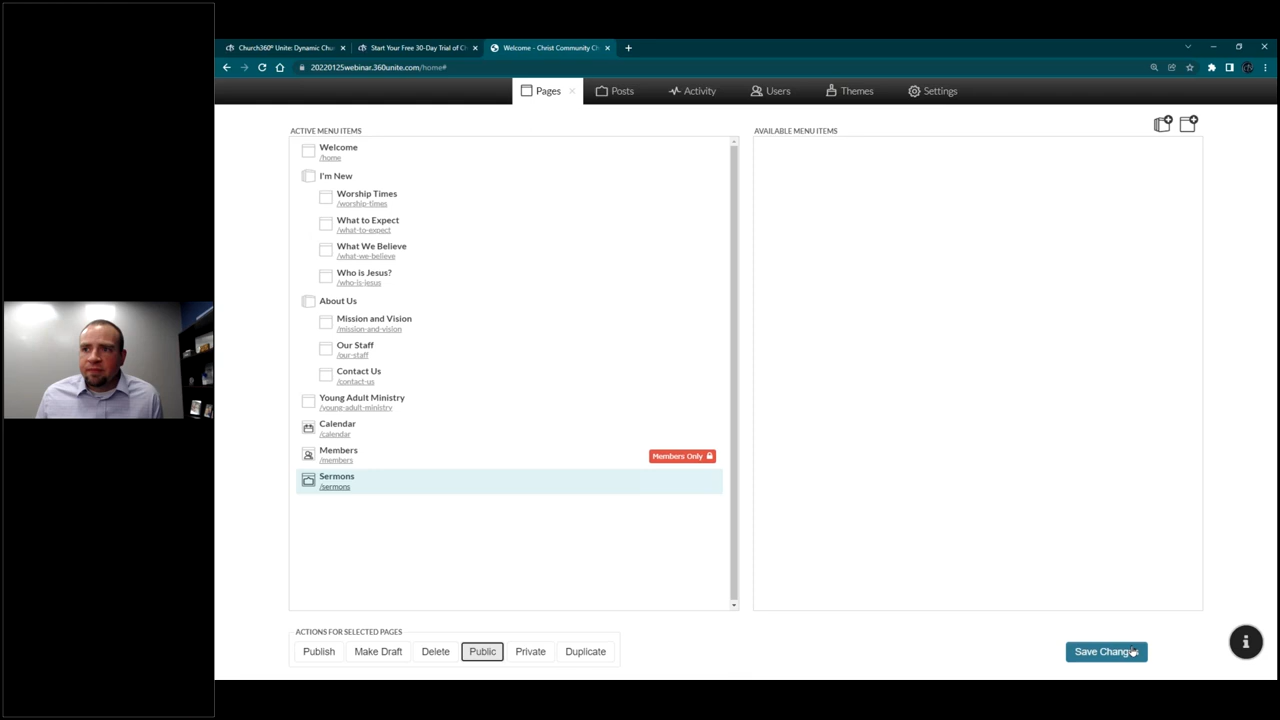 Church360° Unite: Dynamic Chu
Start Your Free 30-Day Trial of Ch
Welcome - Christ Community Ch
20220125webinar.360unite.com/home#
Pages
Posts
Activity
Users
Themes
Settings
ACTIVE MENU ITEMS
Welcome
/home
I'm New
Worship Times
/worship-times
What to Expect
/what-to-expect
What We Believe
/what-we-believe
Who is Jesus?
/who-is-jesus
About Us
Mission and Vision
/mission-and-vision
Our Staff
/our-staff
Contact Us
/contact-us
Young Adult Ministry
/young-adult-ministry
Calendar
/calendar
Members
/members
Members Only
Sermons
/sermons
AVAILABLE MENU ITEMS
ACTIONS FOR SELECTED PAGES
Publish
Make Draft
Delete
Public
Private
Duplicate
Save Changes